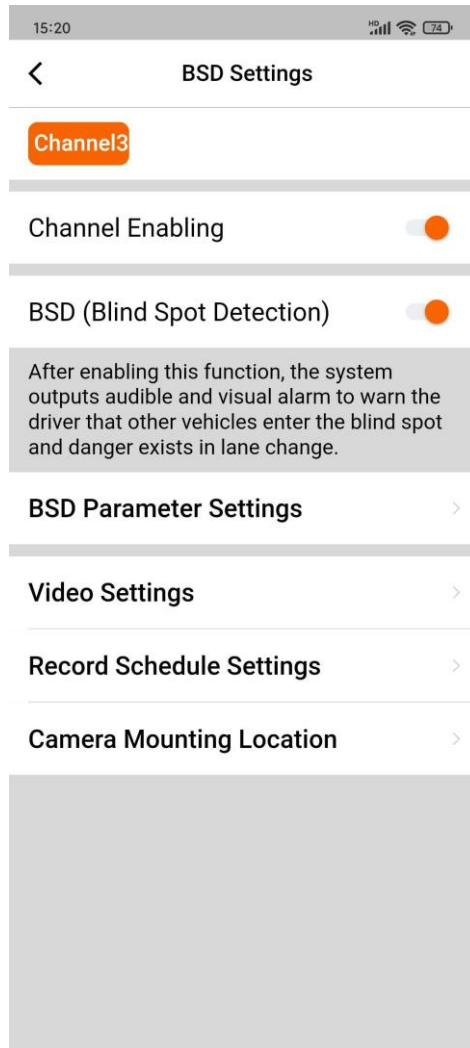 15:20
HD 74
BSD Settings
Channel3
Channel Enabling
BSD (Blind Spot Detection)
After enabling this function, the system
outputs audible and visual alarm to warn the
driver that other vehicles enter the blind spot
and danger exists in lane change.
BSD Parameter Settings
Video Settings
Record Schedule Settings
Camera Mounting Location